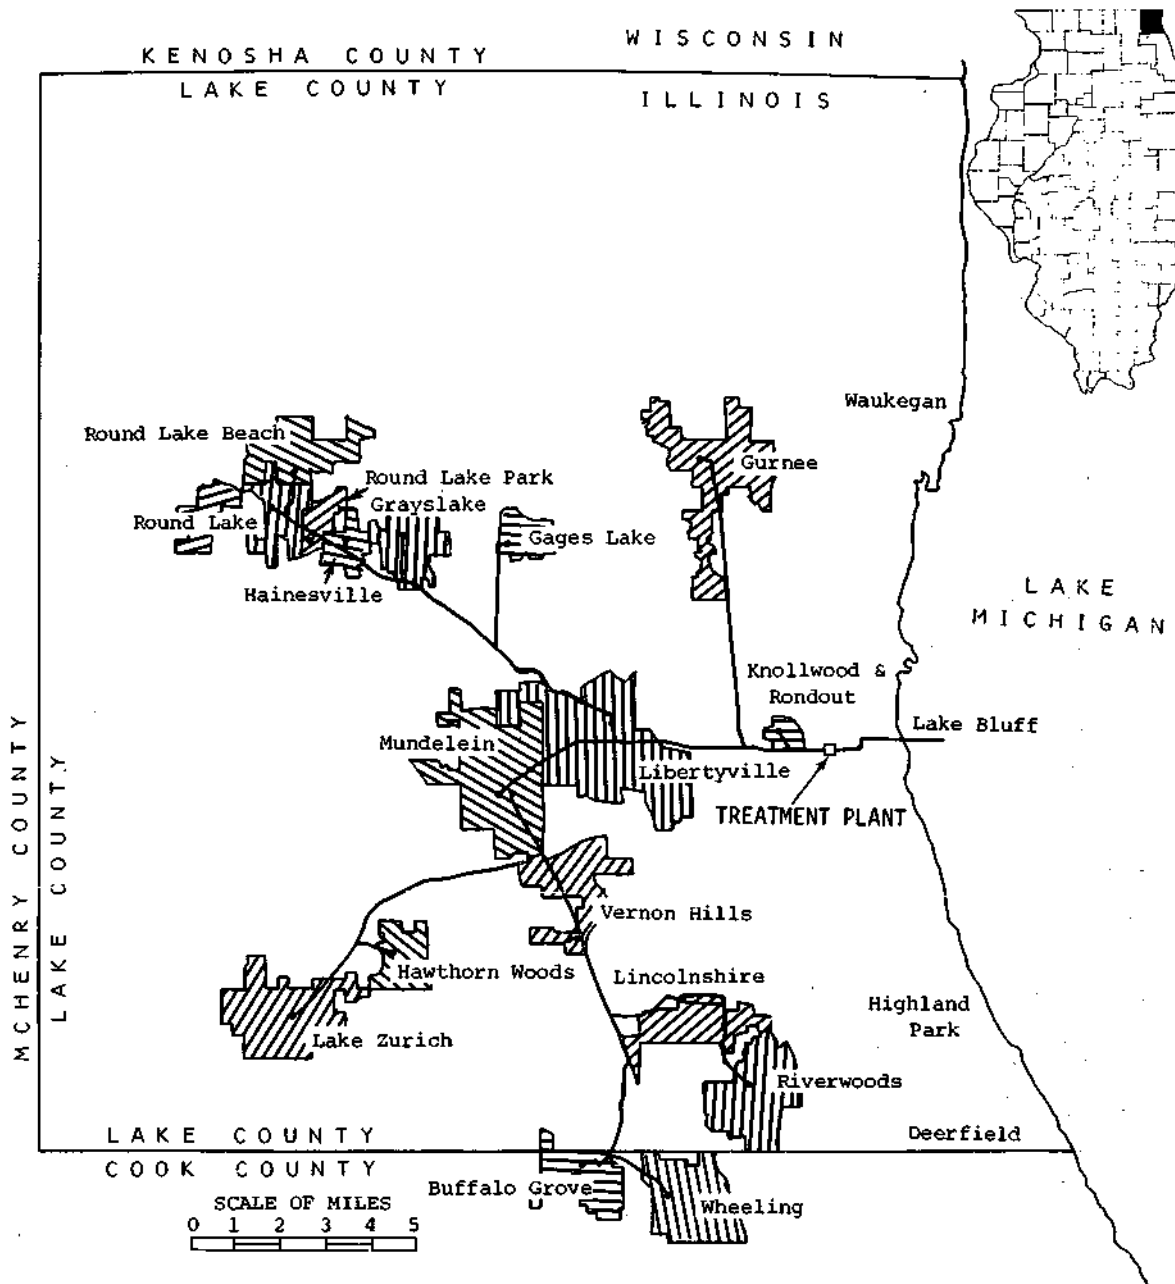 WISCONSIN
KENOSHA COUNTY
LAKE COUNTY
ILLINOIS
Waukegan
Round Lake Beach
Gurnee
Round Lake Park
Grayslake
Round Lake
Gages Lake
Hainesville
LAKE
MICHIGAN
Knollwood &
Rondout
Lake Bluff
Mundelein
Libertyville
TREATMENT PLANT
MCHENRY COUNTY
LAKE COUNTY
Vernon Hills
Hawthorn Woods
Lincolnshire
Highland
Park
Lake Zurich
Riverwoods
Deerfield
LAKE COUNTY
COOK COUNTY
Buffalo Grove
Wheeling
SCALE OF MILES
0 1 2 3 4 5